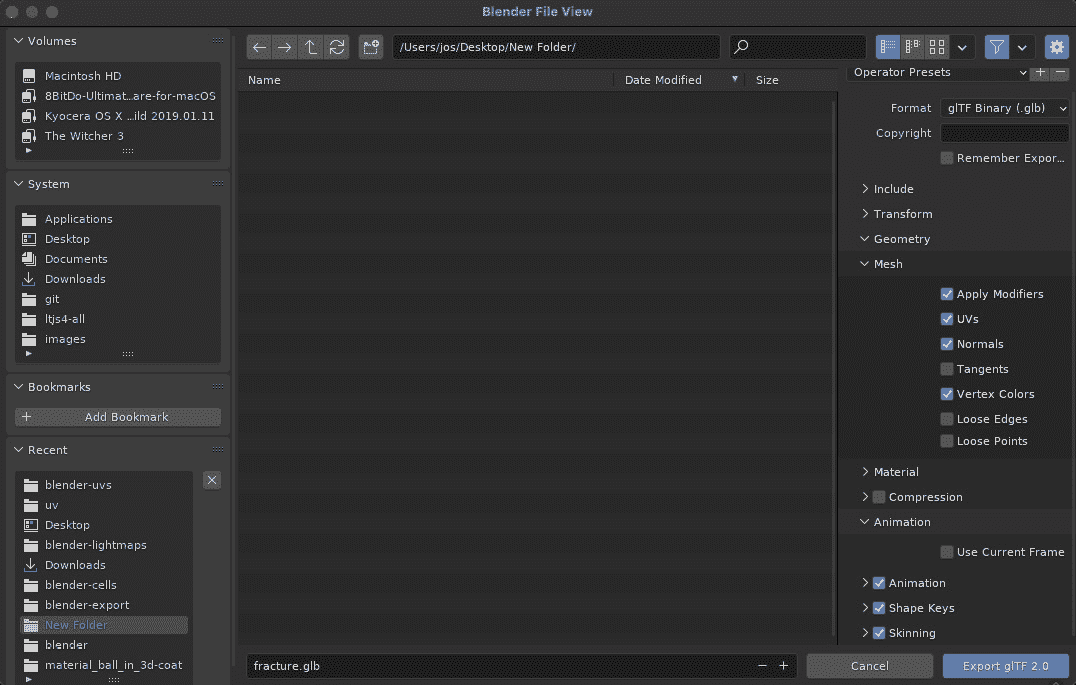 Blender File View
Volumes
Macintosh HD
8BitDo-Ultimat...are-for-macOS
Kyocera OS X ...ild 2019.01.11
The Witcher 3
System
Applications
Desktop
Documents
Downloads
git
ltjs4-all
images
Bookmarks
Add Bookmark
Recent
blender-uvs
uv
Desktop
blender-lightmaps
Downloads
blender-cells
blender-export
New Folder
blender
material_ball_in_3d-coat
/Users/jos/Desktop/New Folder/
Name Date Modified Size
fracture.glb
Operator Presets
Format glTF Binary (.glb)
Copyright
Remember Expor...
Include
Transform
Geometry
Mesh
Apply Modifiers
UVs
Normals
Tangents
Vertex Colors
Loose Edges
Loose Points
Material
Compression
Animation
Use Current Frame
Animation
Shape Keys
Skinning
Cancel
Export glTF 2.0